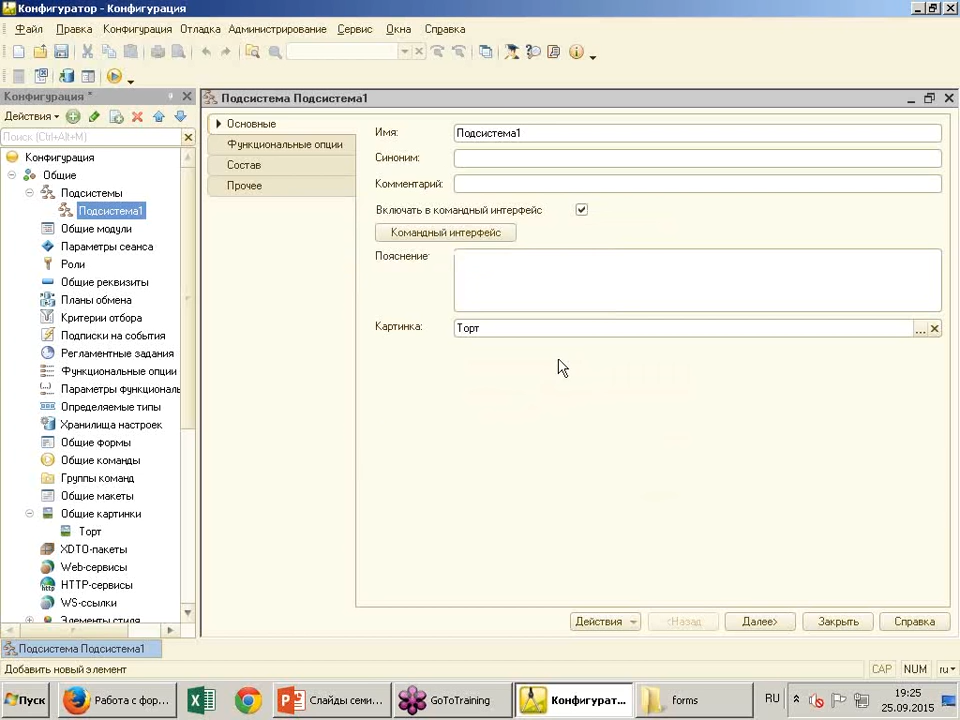 Конфигуратор - Конфигурация
Файл Правка Конфигурация Отладка Администрирование Сервис Окна Справка
Конфигурация *
Подсистема Подсистема1
Действия
Поиск (Ctrl+Alt+M)
Конфигурация
Общие
Подсистемы
Подсистема1
Общие модули
Параметры сеанса
Роли
Общие реквизиты
Планы обмена
Критерии отбора
Подписки на события
Регламентные задания
Функциональные опции
Параметры функциональ
Определяемые типы
Хранилища настроек
Общие формы
Общие команды
Группы команд
Общие макеты
Общие картинки
Торт
XDTO-пакеты
Web-сервисы
HTTP-сервисы
WS-ссылки
Элементы стиля
Основные
Функциональные опции
Состав
Прочее
Имя: Подсистема1
Синоним:
Комментарий:
Включать в командный интерфейс
Командный интерфейс
Пояснение:
Картинка: Торт ...
Действия <Назад Далее> Закрыть Справка
Подсистема Подсистема1
Добавить новый элемент CAP NUM ru
Пуск Работа с фор... Слайды семи... GoToTraining Конфигурат... forms RU 19:25
25.09.2015